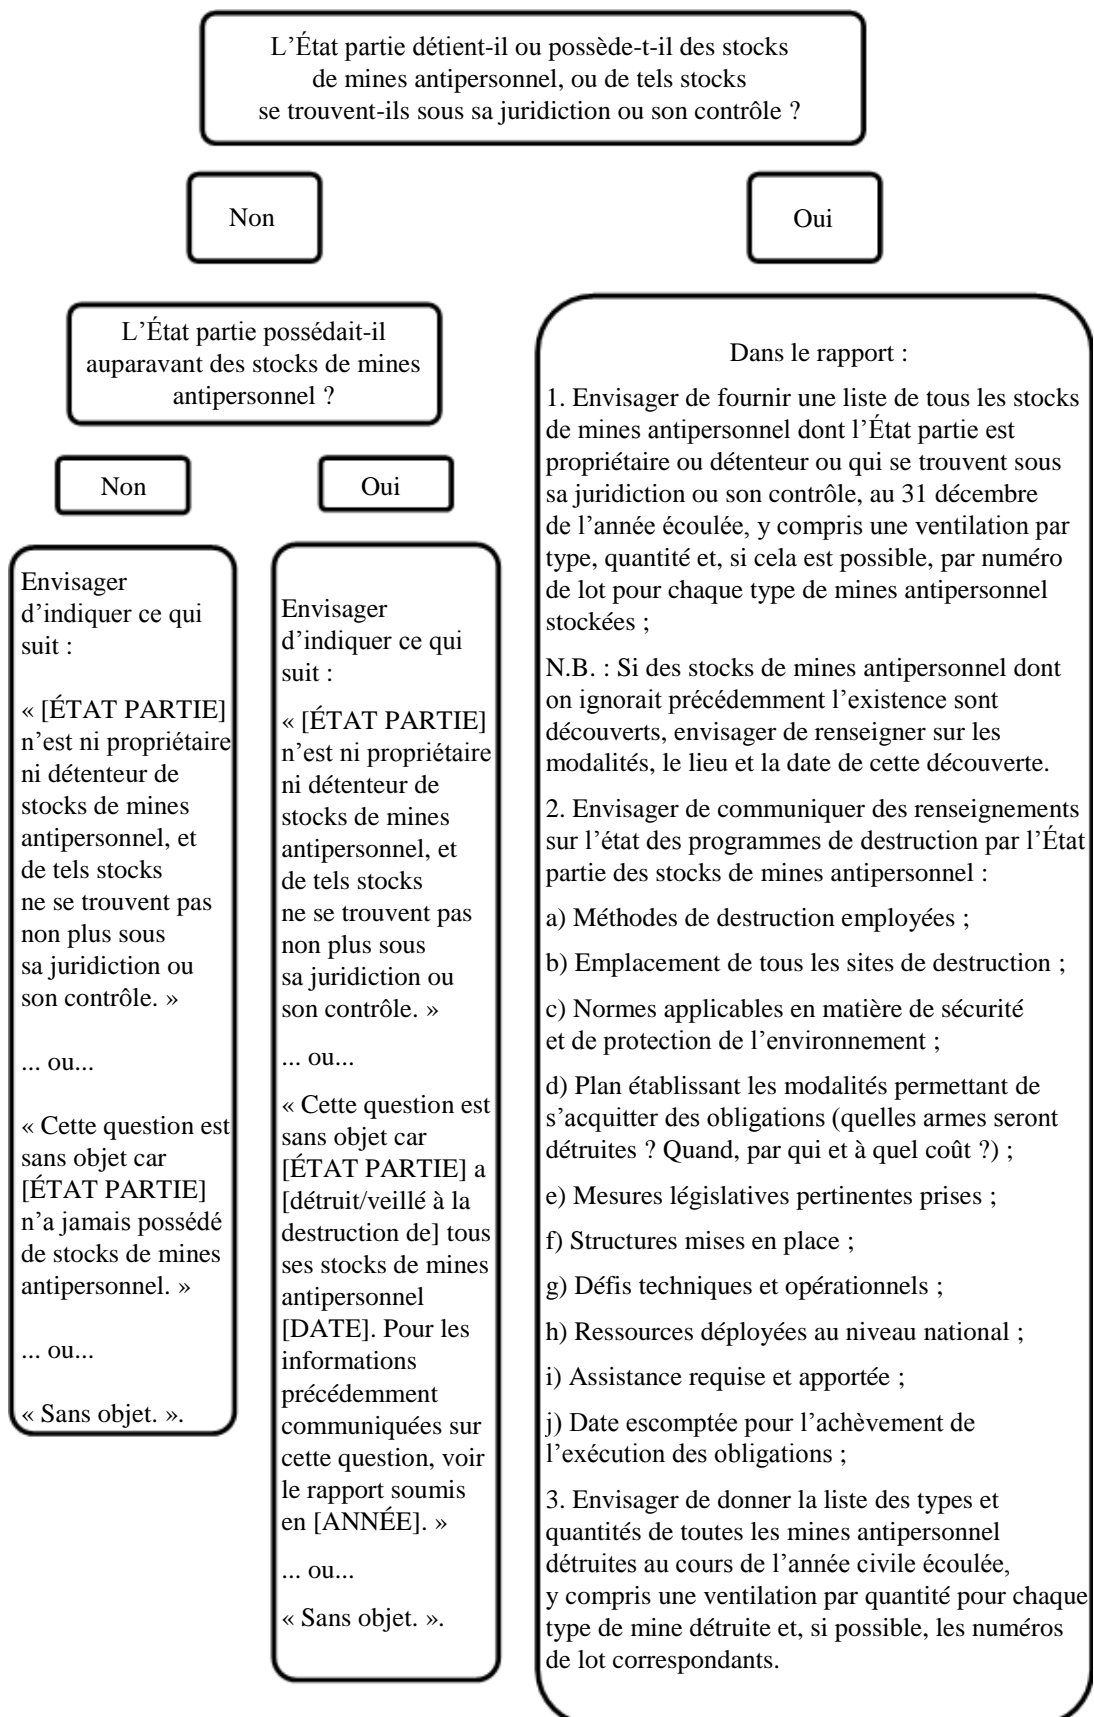 L’État partie détient-il ou possède-t-il des stocks
de mines antipersonnel, ou de tels stocks
se trouvent-ils sous sa juridiction ou son contrôle ?
Non
Oui
L’État partie possédait-il
auparavant des stocks de mines
antipersonnel ?
Non
Oui
Envisager
d’indiquer ce qui
suit :
« [ÉTAT PARTIE]
n’est ni propriétaire
ni détenteur de
stocks de mines
antipersonnel, et
de tels stocks
ne se trouvent pas
non plus sous
sa juridiction ou
son contrôle. »
... ou...
« Cette question est
sans objet car
[ÉTAT PARTIE]
n’a jamais possédé
de stocks de mines
antipersonnel. »
... ou...
« Sans objet. ».
Envisager
d’indiquer ce qui
suit :
« [ÉTAT PARTIE]
n’est ni propriétaire
ni détenteur de
stocks de mines
antipersonnel, et
de tels stocks
ne se trouvent pas
non plus sous
sa juridiction ou
son contrôle. »
... ou...
« Cette question est
sans objet car
[ÉTAT PARTIE] a
[détruit/veillé à la
destruction de] tous
ses stocks de mines
antipersonnel
[DATE]. Pour les
informations
précédemment
communiquées sur
cette question, voir
le rapport soumis
en [ANNÉE]. »
... ou...
« Sans objet. ».
Dans le rapport :
1. Envisager de fournir une liste de tous les stocks
de mines antipersonnel dont l’État partie est
propriétaire ou détenteur ou qui se trouvent sous
sa juridiction ou son contrôle, au 31 décembre
de l’année écoulée, y compris une ventilation par
type, quantité et, si cela est possible, par numéro
de lot pour chaque type de mines antipersonnel
stockées ;
N.B. : Si des stocks de mines antipersonnel dont
on ignorait précédemment l’existence sont
découverts, envisager de renseigner sur les
modalités, le lieu et la date de cette découverte.
2. Envisager de communiquer des renseignements
sur l’état des programmes de destruction par l’État
partie des stocks de mines antipersonnel :
a) Méthodes de destruction employées ;
b) Emplacement de tous les sites de destruction ;
c) Normes applicables en matière de sécurité
et de protection de l’environnement ;
d) Plan établissant les modalités permettant de
s’acquitter des obligations (quelles armes seront
détruites ? Quand, par qui et à quel coût ?) ;
e) Mesures législatives pertinentes prises ;
f) Structures mises en place ;
g) Défis techniques et opérationnels ;
h) Ressources déployées au niveau national ;
i) Assistance requise et apportée ;
j) Date escomptée pour l’achèvement de
l’exécution des obligations ;
3. Envisager de donner la liste des types et
quantités de toutes les mines antipersonnel
détruites au cours de l’année civile écoulée,
y compris une ventilation par quantité pour chaque
type de mine détruite et, si possible, les numéros
de lot correspondants.